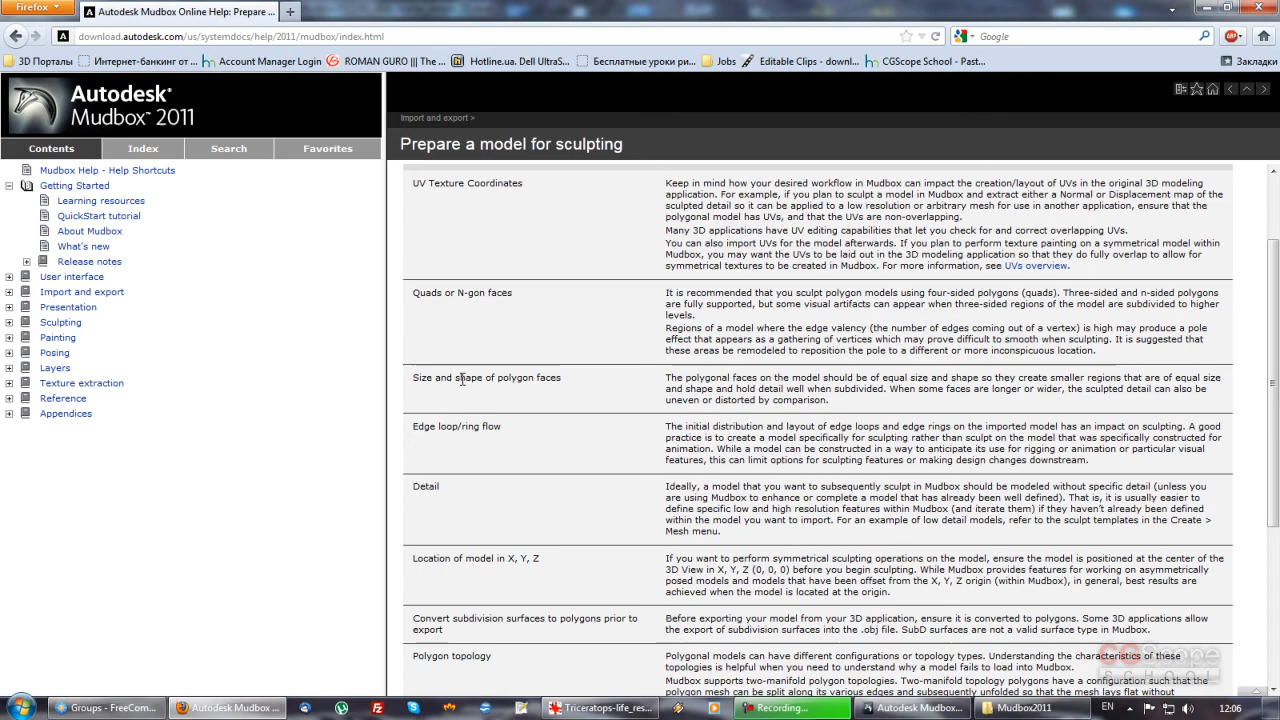 Firefox
Autodesk Mudbox Online Help: Prepare ...
download.autodesk.com/us/systemdocs/help/2011/mudbox/index.html
Google
3D Порталы
Интернет-банкинг от ...
Account Manager Login
ROMAN GURO ||| The ...
Hotline.ua. Dell UltraS...
Бесплатные уроки ри...
Jobs
Editable Clips - downl...
CGScope School - Past...
Закладки
Autodesk
Mudbox™ 2011
Contents
Index
Search
Favorites
Mudbox Help - Help Shortcuts
Getting Started
Learning resources
QuickStart tutorial
About Mudbox
What's new
Release notes
User interface
Import and export
Presentation
Sculpting
Painting
Posing
Layers
Texture extraction
Reference
Appendices
Import and export >
Prepare a model for sculpting
UV Texture Coordinates
Keep in mind how your desired workflow in Mudbox can impact the creation/layout of UVs in the original 3D modeling
application. For example, if you plan to sculpt a model in Mudbox and extract either a Normal or Displacement map of the
sculpted detail so it can be applied to a low resolution or arbitrary mesh for use in another application, ensure that the
polygonal model has UVs, and that the UVs are non-overlapping.
Many 3D applications have UV editing capabilities that let you check for and correct overlapping UVs.
You can also import UVs for the model afterwards. If you plan to perform texture painting on a symmetrical model within
Mudbox, you may want the UVs to be laid out in the 3D modeling application so that they do fully overlap to allow for
symmetrical textures to be created in Mudbox. For more information, see UVs overview.
Quads or N-gon faces
It is recommended that you sculpt polygon models using four-sided polygons (quads). Three-sided and n-sided polygons
are fully supported, but some visual artifacts can appear when three-sided regions of the model are subdivided to higher
levels.
Regions of a model where the edge valency (the number of edges coming out of a vertex) is high may produce a pole
effect that appears as a gathering of vertices which may prove difficult to smooth when sculpting. It is suggested that
these areas be remodeled to reposition the pole to a different or more inconspicuous location.
Size and shape of polygon faces
The polygonal faces on the model should be of equal size and shape so they create smaller regions that are of equal size
and shape and hold detail well when subdivided. When some faces are longer or wider, the sculpted detail can also be
uneven or distorted by comparison.
Edge loop/ring flow
The initial distribution and layout of edge loops and edge rings on the imported model has an impact on sculpting. A good
practice is to create a model specifically for sculpting rather than sculpt on the model that was specifically constructed for
animation. While a model can be constructed in a way to anticipate its use for rigging or animation or particular visual
features, this can limit options for sculpting features or making design changes downstream.
Detail
Ideally, a model that you want to subsequently sculpt in Mudbox should be modeled without specific detail (unless you
are using Mudbox to enhance or complete a model that has already been well defined). That is, it is usually easier to
define specific low and high resolution features within Mudbox (and iterate them) if they haven't already been defined
within the model you want to import. For an example of low detail models, refer to the sculpt templates in the Create >
Mesh menu.
Location of model in X, Y, Z
If you want to perform symmetrical sculpting operations on the model, ensure the model is positioned at the center of the
3D View in X, Y, Z (0, 0, 0) before you begin sculpting. While Mudbox provides features for working on asymmetrically
posed models and models that have been offset from the X, Y, Z origin (within Mudbox), in general, best results are
achieved when the model is located at the origin.
Convert subdivision surfaces to polygons prior to
export
Before exporting your model from your 3D application, ensure it is converted to polygons. Some 3D applications allow
the export of subdivision surfaces into the .obj file. SubD surfaces are not a valid surface type in Mudbox.
Polygon topology
Polygonal models can have different configurations or topology types. Understanding the characteristics of these
topologies is helpful when you need to understand why a model fails to load into Mudbox.
Mudbox supports two-manifold polygon topologies. Two-manifold topology polygons have a configuration such that the
polygon mesh can be split along its various edges and subsequently unfolded so that the mesh lays flat without
CGScope
SCHOOL
Groups - FreeCom...
Autodesk Mudbox ...
Triceratops-life_res...
Recording...
Autodesk Mudbox ...
Mudbox2011
EN
12:06